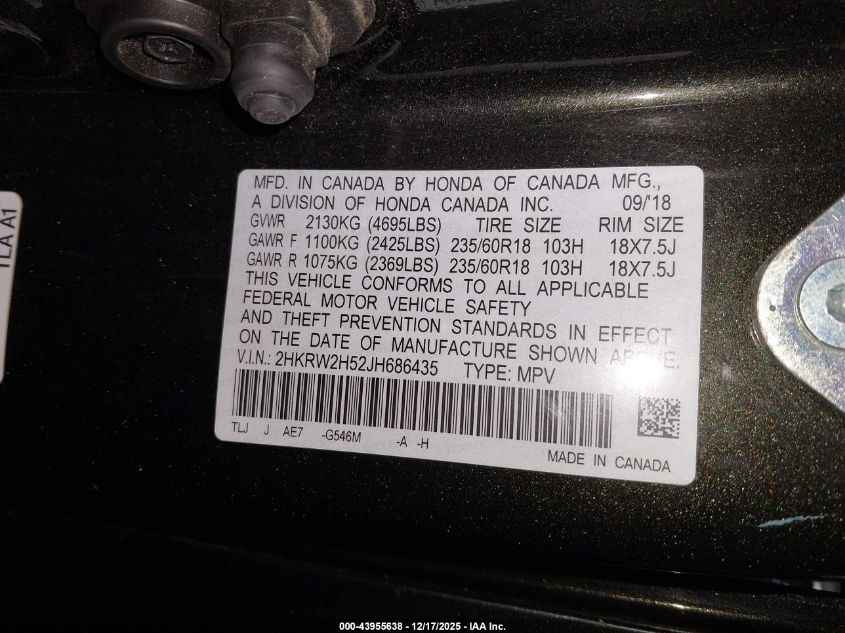 MFD. IN CANADA BY HONDA OF CANADA MFG.,
A DIVISION OF HONDA CANADA INC. 09/'18
GVWR 2130KG (4695LBS) TIRE SIZE RIM SIZE
GAWR F 1100KG (2425LBS) 235/60R18 103H 18X7.5J
GAWR R 1075KG (2369LBS) 235/60R18 103H 18X7.5J
THIS VEHICLE CONFORMS TO ALL APPLICABLE
FEDERAL MOTOR VEHICLE SAFETY
AND THEFT PREVENTION STANDARDS IN EFFECT
ON THE DATE OF MANUFACTURE SHOWN ABOVE.
V.I.N.: 2HKRW2H52JH686435 TYPE: MPV
TLJ J AE7 -G546M -A -H
MADE IN CANADA
TLA A1
000-43955638 - 12/17/2025 - IAA Inc.